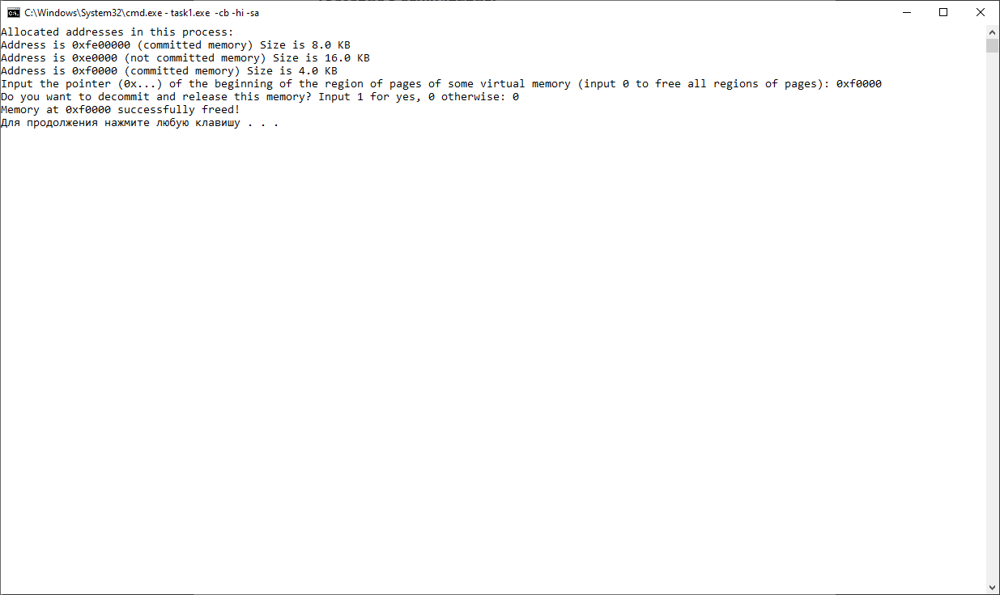 C:\Windows\System32\cmd.exe - task1.exe -cb -hi -sa
Allocated addresses in this process:
Address is 0xfe00000 (committed memory) Size is 8.0 KB
Address is 0xe0000 (not committed memory) Size is 16.0 KB
Address is 0xf0000 (committed memory) Size is 4.0 KB
Input the pointer (0x...) of the beginning of the region of pages of some virtual memory (input 0 to free all regions of pages): 0xf0000
Do you want to decommit and release this memory? Input 1 for yes, 0 otherwise: 0
Memory at 0xf0000 successfully freed!
Для продолжения нажмите любую клавишу . . .